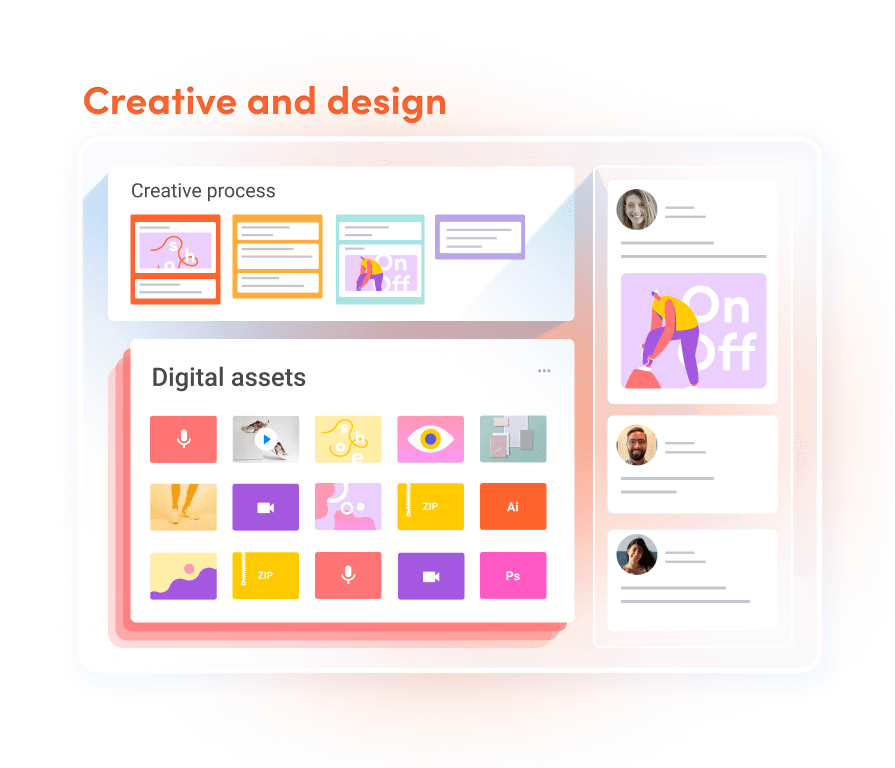 Creative and design
Creative process
s
h
o
On
Off
On
Off
Digital assets
s
h
o
e
ZIP
Ai
ZIP
Ps